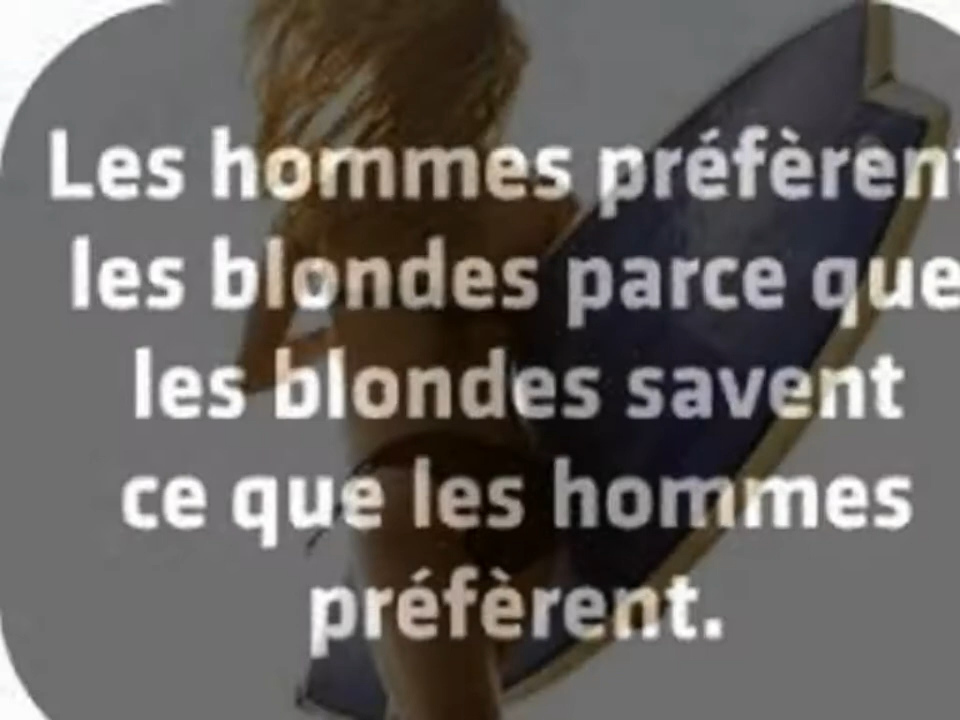 Les hommes préfèrent
les blondes parce que
les blondes savent
ce que les hommes
préfèrent.